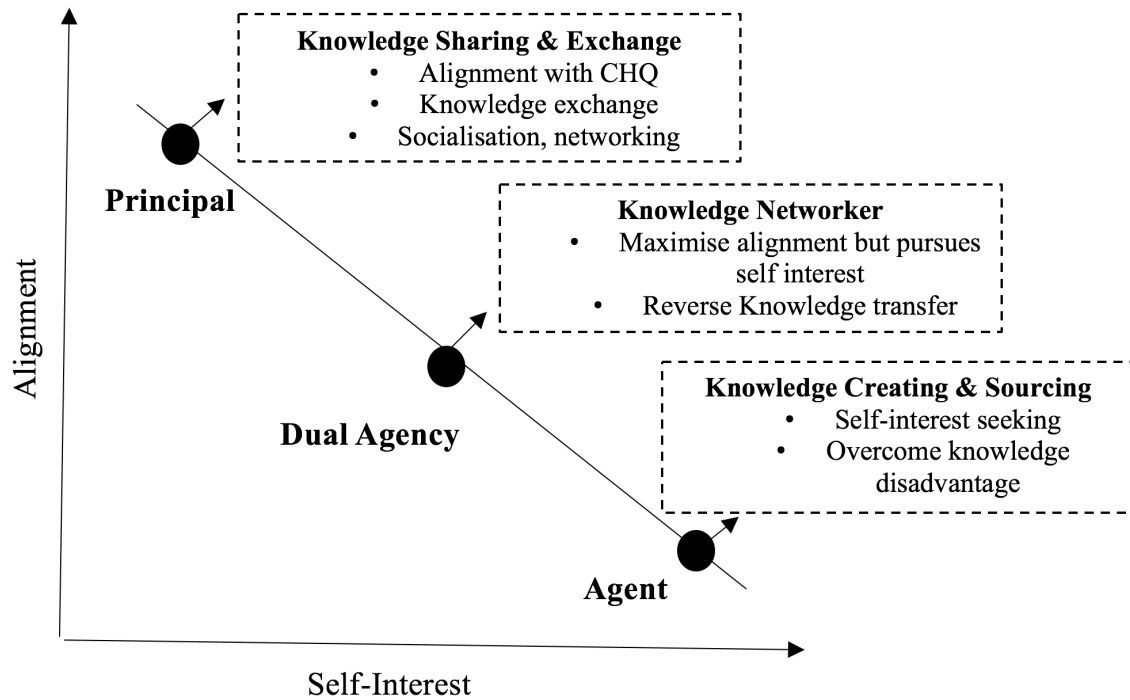 Knowledge Sharing & Exchange
• Alignment with CHQ
• Knowledge exchange
• Socialisation, networking
Principal
Knowledge Networker
• Maximise alignment but pursues
self interest
• Reverse Knowledge transfer
Alignment
Knowledge Creating & Sourcing
• Self-interest seeking
• Overcome knowledge
disadvantage
Dual Agency
Agent
Self-Interest